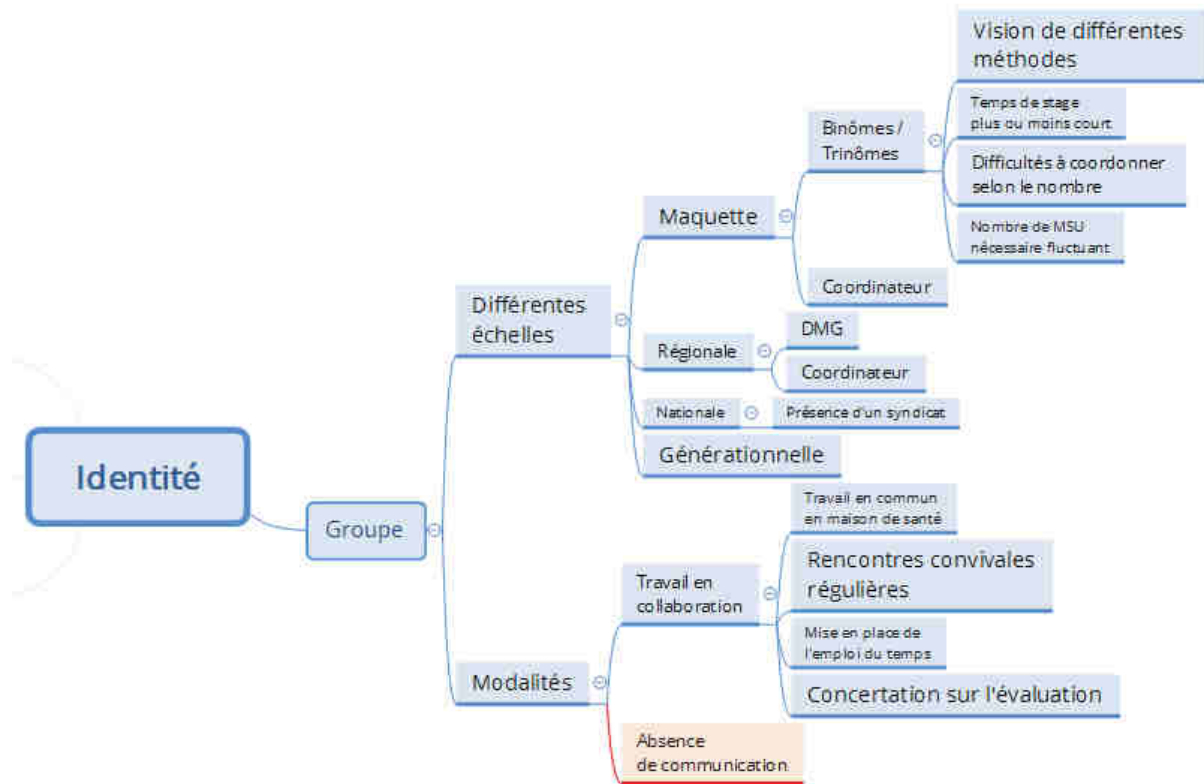 Vision de différentes
méthodes
Temps de stage
plus ou moins court
Binômes /
Trinômes
Difficultés à coordonner
selon le nombre
Maquette
Nombre de MSU
nécessaire fluctuant
Coordinateur
Différentes
échelles
DMG
Régionale
Coordinateur
Nationale
Présence d'un syndicat
Générationnelle
Identité
Groupe
Travail en commun
en maison de santé
Rencontres convivales
régulières
Travail en
collaboration
Mise en place de
l'emploi du temps
Modalités
Concertation sur l'évaluation
Absence
de communication